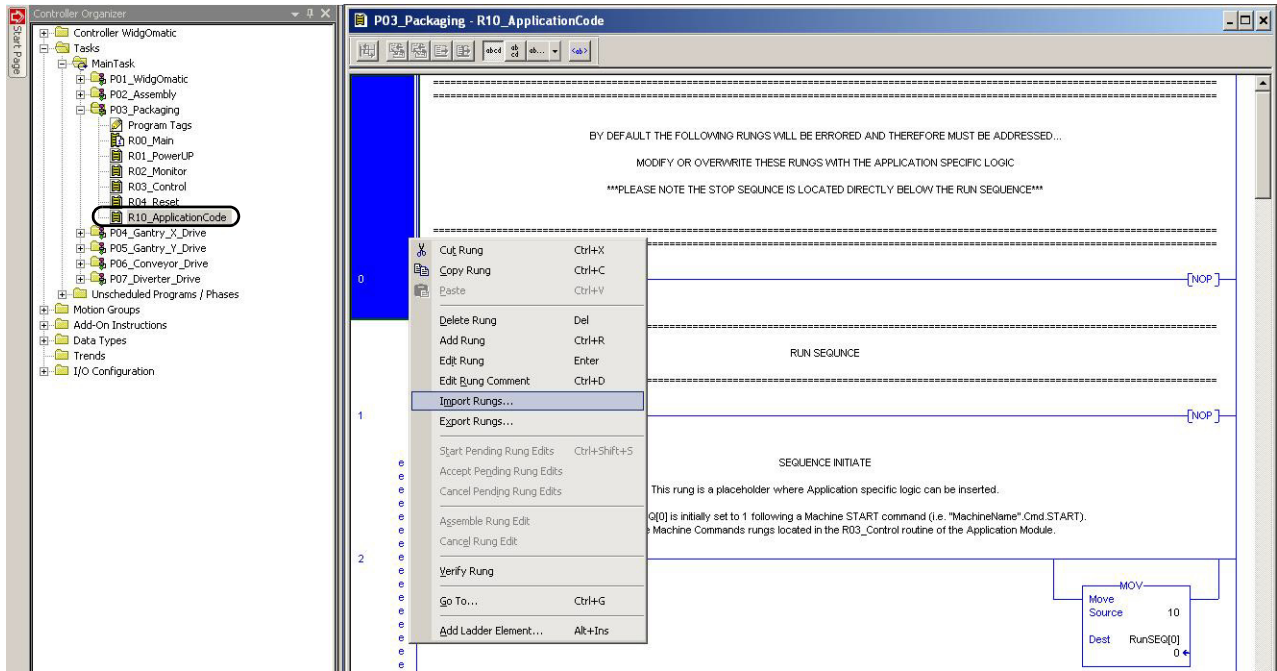 Start Page
Controller Organizer
Controller WidgOmatic
Tasks
MainTask
P01_WidgOmatic
P02_Assembly
P03_Packaging
Program Tags
R00_Main
R01_PowerUP
R02_Monitor
R03_Control
R04_Reset
R10_ApplicationCode
P04_Gantry_X_Drive
P05_Gantry_Y_Drive
P06_Conveyor_Drive
P07_Diverter_Drive
Unscheduled Programs / Phases
Motion Groups
Add-On Instructions
Data Types
Trends
I/O Configuration
P03_Packaging - R10_ApplicationCode
abcd ab cd ab... <ab>
================================================
================================================
BY DEFAULT THE FOLLOWING RUNGS WILL BE ERRORED AND THEREFORE MUST BE ADDRESSED...
MODIFY OR OVERWRITE THESE RUNGS WITH THE APPLICATION SPECIFIC LOGIC
***PLEASE NOTE THE STOP SEQUNCE IS LOCATED DIRECTLY BELOW THE RUN SEQUENCE***
================================================
================================================
0
NOP
================================================
RUN SEQUNCE
================================================
1
NOP
SEQUENCE INITIATE
This rung is a placeholder where Application specific logic can be inserted.
Q[0] is initially set to 1 following a Machine START command (i.e. "MachineName".Cmd.START).
Machine Commands rungs located in the R03_Control routine of the Application Module.
e
e
e
e
e
e
e
e
2 e
e
e
e
e
e
e
e
MOV
Move
Source 10
Dest RunSEQ[0]
0
Cut Rung Ctrl+X
Copy Rung Ctrl+C
Paste Ctrl+V
Delete Rung Del
Add Rung Ctrl+R
Edit Rung Enter
Edit Rung Comment Ctrl+D
Import Rungs...
Export Rungs...
Start Pending Rung Edits Ctrl+Shift+S
Accept Pending Rung Edits
Cancel Pending Rung Edits
Assemble Rung Edit
Cancel Rung Edit
Verify Rung
Go To... Ctrl+G
Add Ladder Element... Alt+Ins